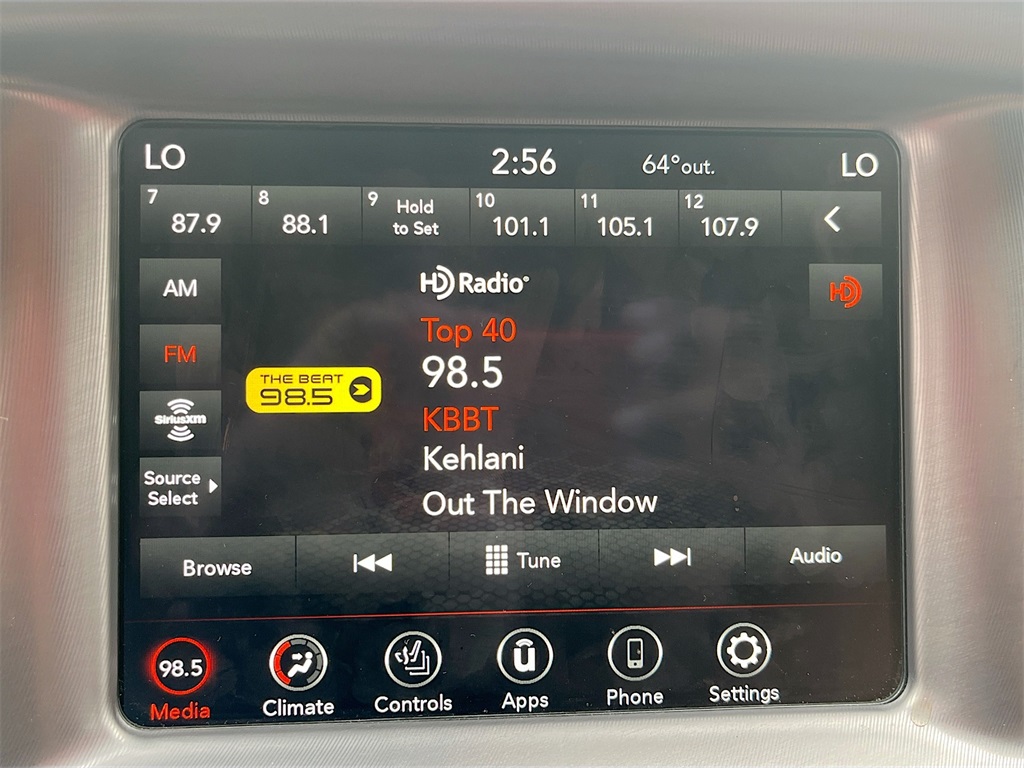 LO 2:56 64°out. LO
7 87.9 8 88.1 9 Hold to Set 10 101.1 11 105.1 12 107.9
HD Radio
AM
HD
Top 40
FM
98.5
THE BEAT
98.5
KBBT
SiriusXM
Kehlani
Source
Select
Out The Window
Browse Tune Audio
98.5
Media Climate Controls Apps Phone Settings